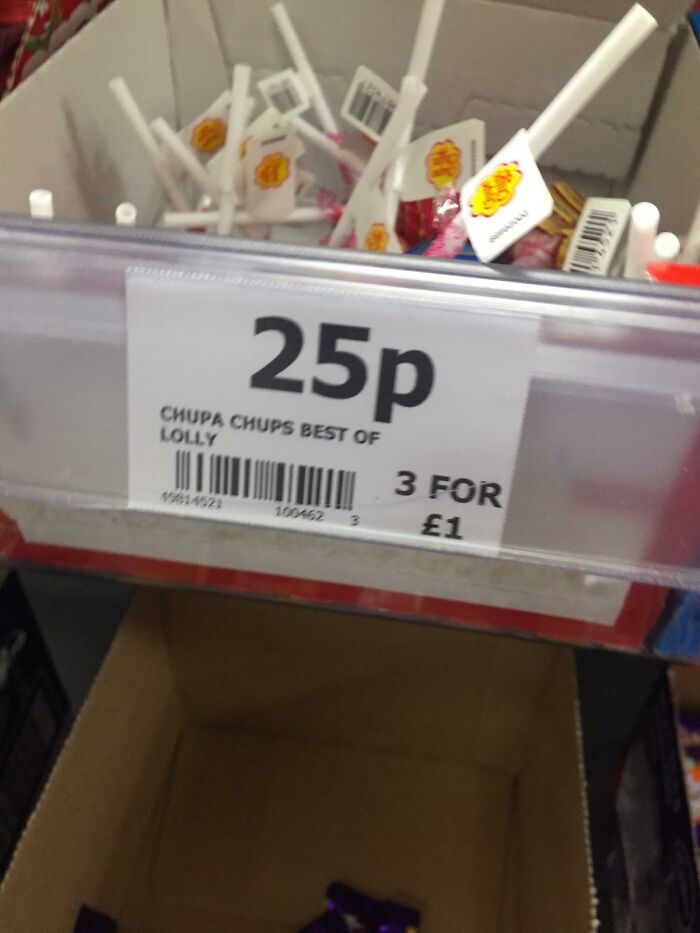 25p
CHUPA CHUPS BEST OF
LOLLY
49814521 100462 3
3 FOR
£1